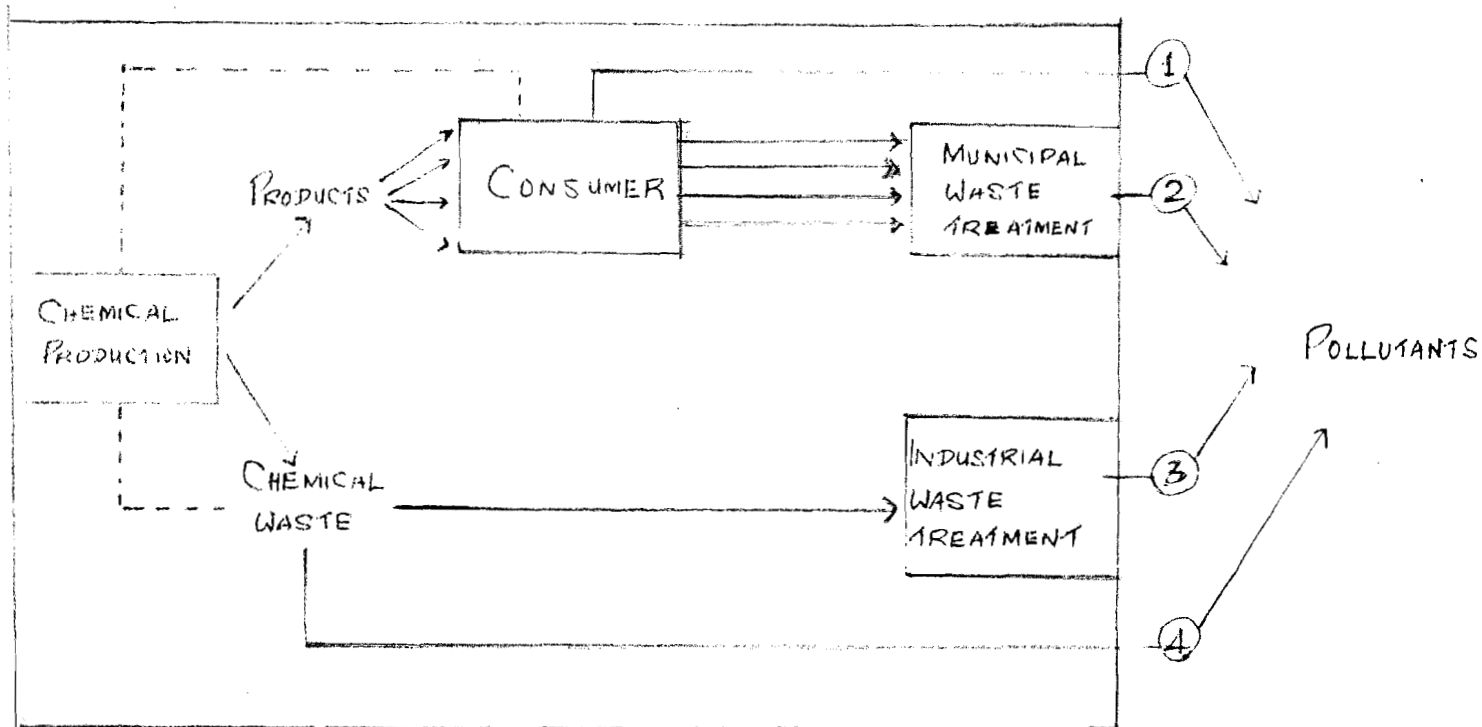 1
PRODUCTS
CONSUMER
MUNICIPAL
WASTE
TREATMENT
2
CHEMICAL
PRODUCTION
POLLUTANTS
CHEMICAL
WASTE
INDUSTRIAL
WASTE
TREATMENT
3
4